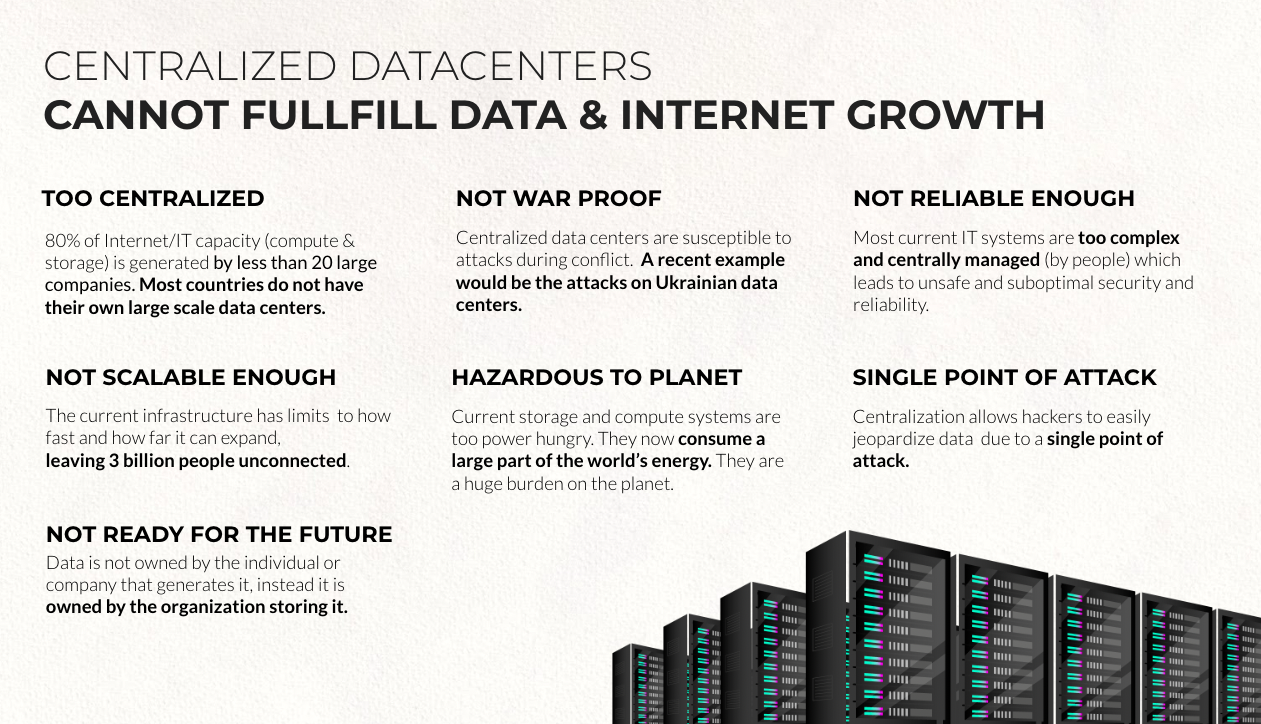 CENTRALIZED DATACENTERS
CANNOT FULLFILL DATA & INTERNET GROWTH
TOO CENTRALIZED
80% of Internet/IT capacity (compute &
storage) is generated by less than 20 large
companies. Most countries do not have
their own large scale data centers.
NOT WAR PROOF
Centralized data centers are susceptible to
attacks during conflict.  A recent example
would be the attacks on Ukrainian data
centers.
NOT RELIABLE ENOUGH
Most current IT systems are too complex
and centrally managed (by people) which
leads to unsafe and suboptimal security and
reliability.
NOT SCALABLE ENOUGH
The current infrastructure has limits  to how
fast and how far it can expand,
leaving 3 billion people unconnected.
HAZARDOUS TO PLANET
Current storage and compute systems are
too power hungry. They now consume a
large part of the world’s energy. They are
a huge burden on the planet.
SINGLE POINT OF ATTACK
Centralization allows hackers to easily
jeopardize data  due to a single point of
attack.
NOT READY FOR THE FUTURE
Data is not owned by the individual or
company that generates it, instead it is
owned by the organization storing it.